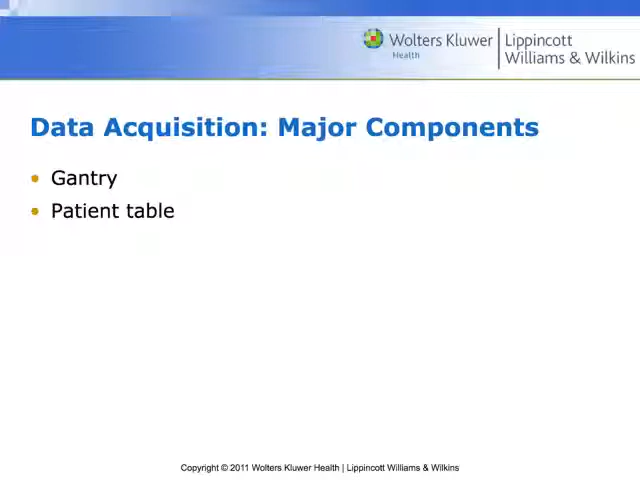 Wolters Kluwer
Health
Lippincott
Williams & Wilkins
Data Acquisition: Major Components
• Gantry
• Patient table
Copyright © 2011 Wolters Kluwer Health | Lippincott Williams & Wilkins